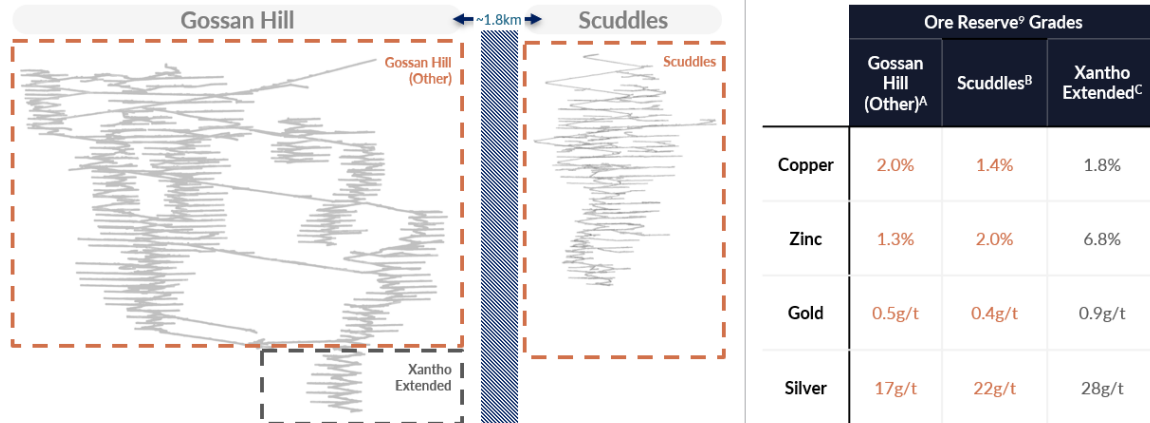 Gossan Hill
~1.8km
Scuddles
Gossan Hill
(Other)
Scuddles
Xantho
Extended
Ore Reserve⁹ Grades
Gossan
Hill
(Other)ᴬ
Scuddlesᴮ
Xantho
Extendedᶜ
Copper 2.0% 1.4% 1.8%
Zinc 1.3% 2.0% 6.8%
Gold 0.5g/t 0.4g/t 0.9g/t
Silver 17g/t 22g/t 28g/t